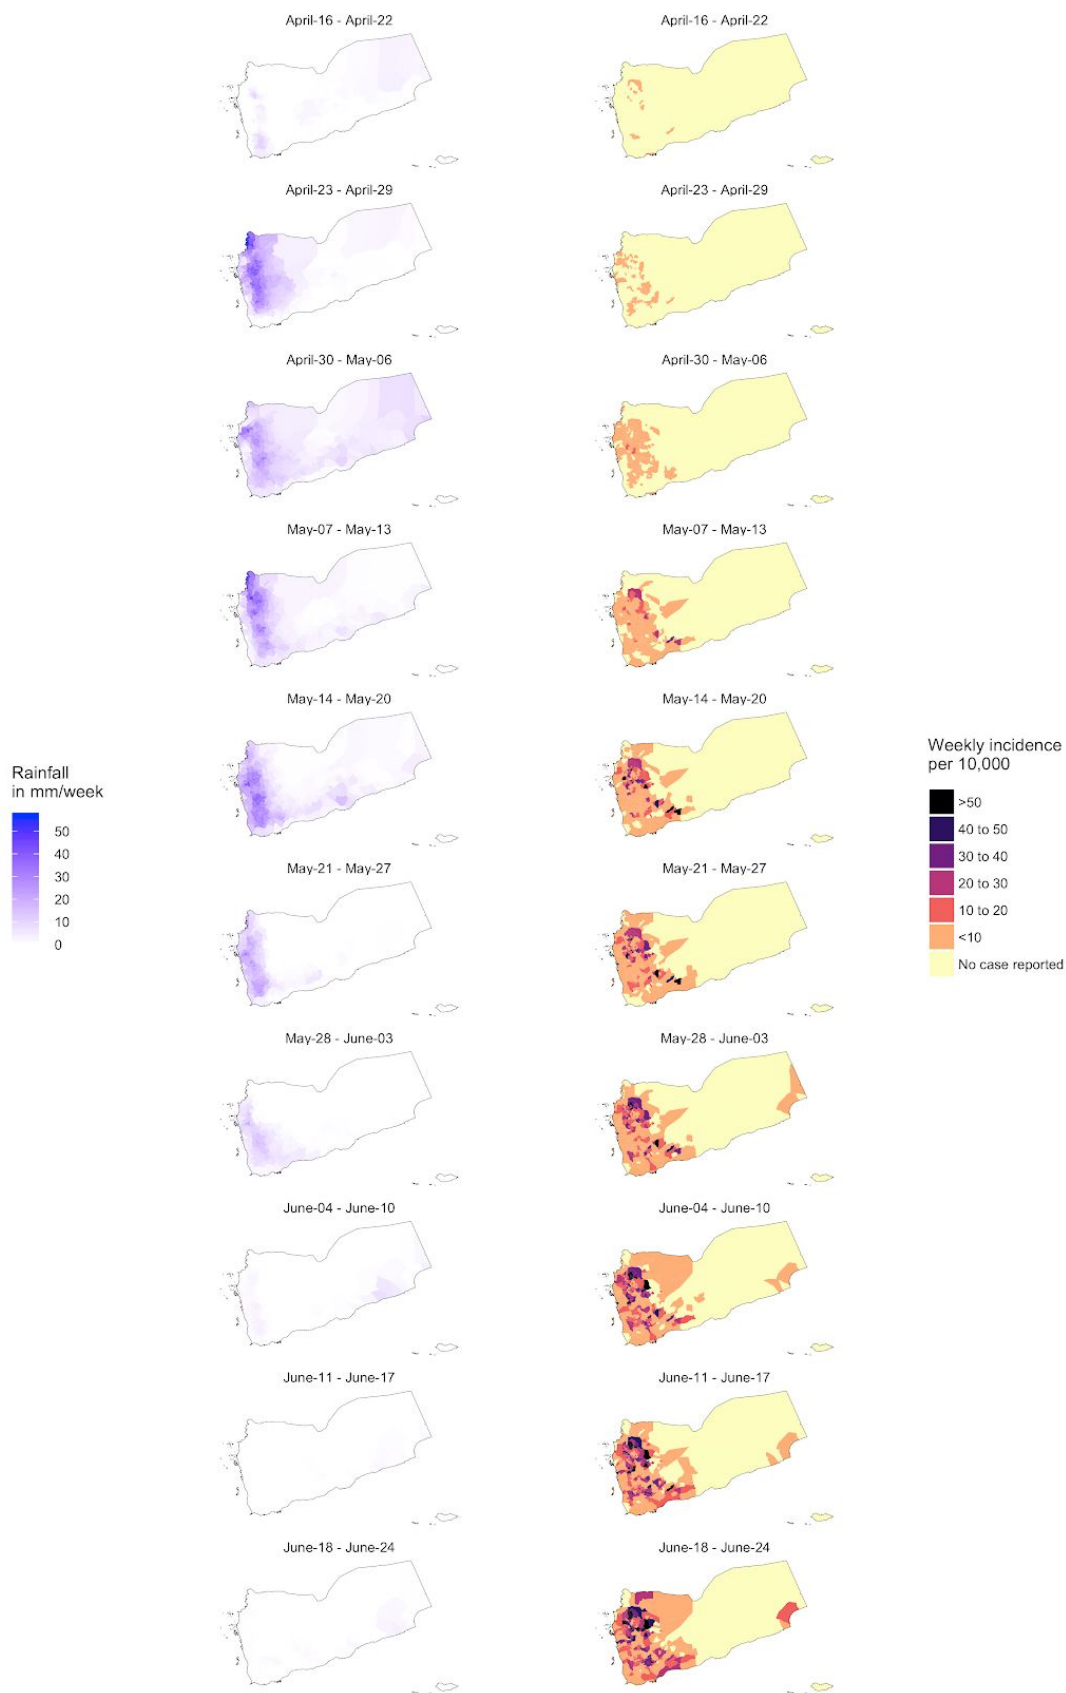 April-16 - April-22
April-16 - April-22
April-23 - April-29
April-23 - April-29
April-30 - May-06
April-30 - May-06
May-07 - May-13
May-07 - May-13
May-14 - May-20
May-14 - May-20
Rainfall
in mm/week
50
40
30
20
10
0
Weekly incidence
per 10,000
>50
40 to 50
30 to 40
20 to 30
10 to 20
<10
No case reported
May-21 - May-27
May-21 - May-27
May-28 - June-03
May-28 - June-03
June-04 - June-10
June-04 - June-10
June-11 - June-17
June-11 - June-17
June-18 - June-24
June-18 - June-24